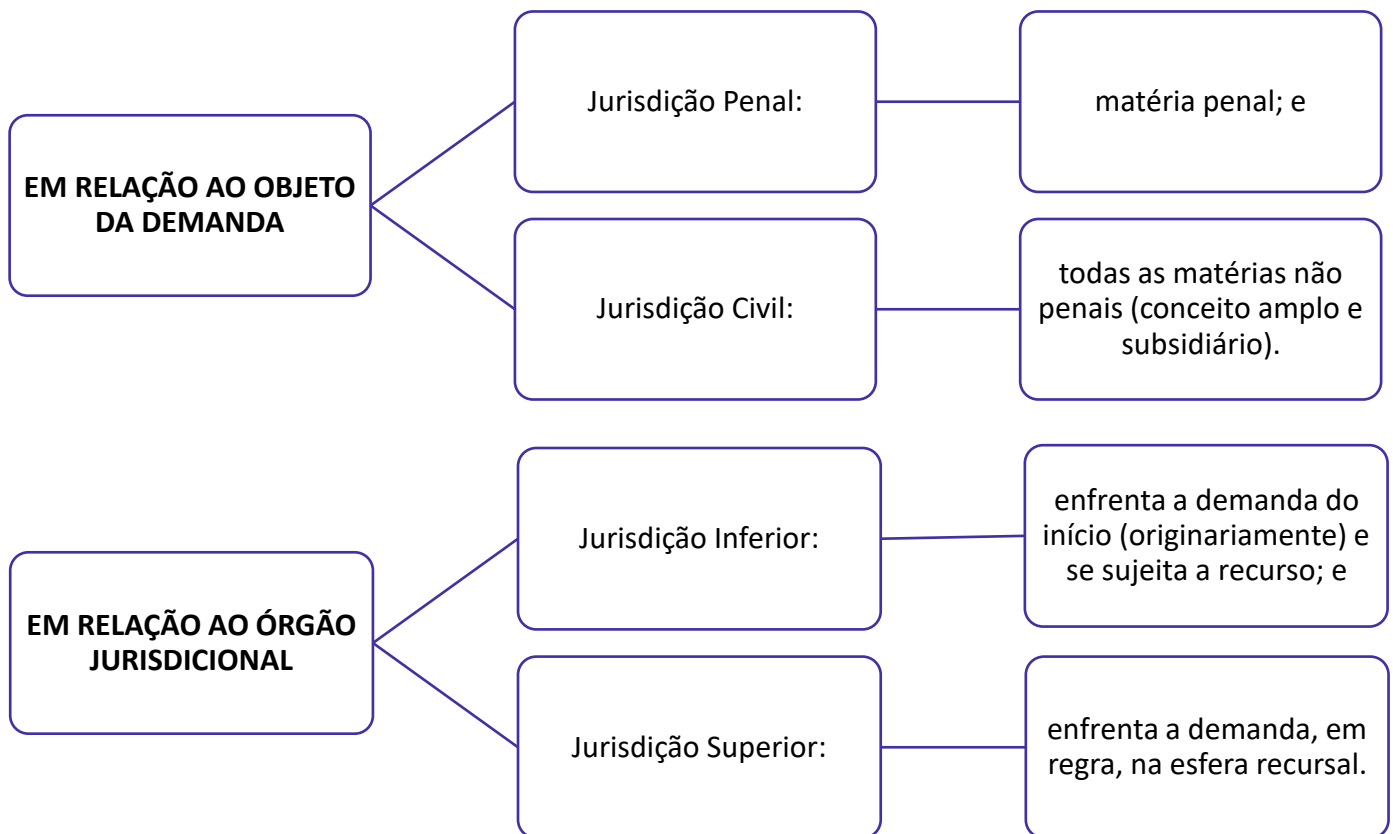 EM RELAÇÃO AO OBJETO
DA DEMANDA
Jurisdição Penal:
matéria penal; e
Jurisdição Civil:
todas as matérias não
penais (conceito amplo e
subsidiário).
EM RELAÇÃO AO ÓRGÃO
JURISDICIONAL
Jurisdição Inferior:
enfrenta a demanda do
início (originariamente) e
se sujeita a recurso; e
Jurisdição Superior:
enfrenta a demanda, em
regra, na esfera recursal.